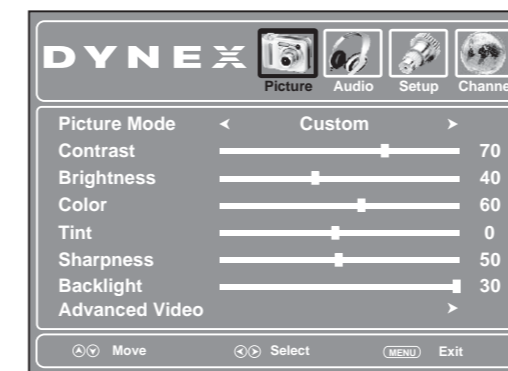 DYNEX
Picture Audio Setup Channe
Picture Mode Custom
Contrast 70
Brightness 40
Color 60
Tint 0
Sharpness 50
Backlight 30
Advanced Video
Move Select MENU Exit